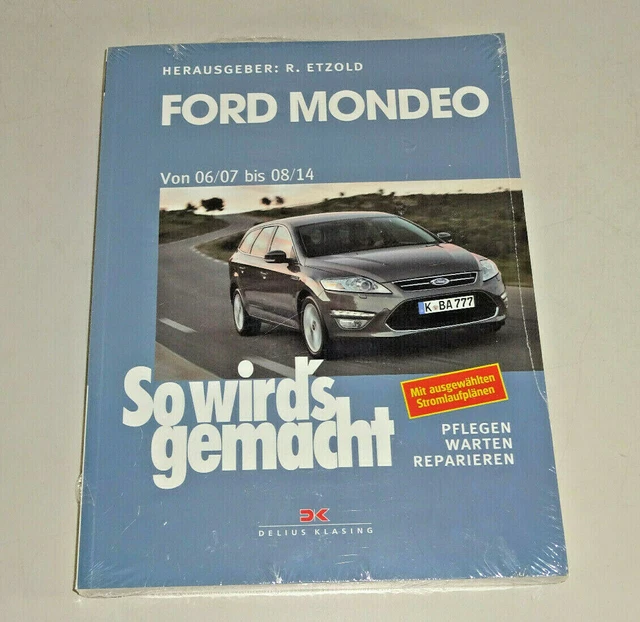 HERAUSGEBER: R. ETZOLD
FORD MONDEO
Von 06/07 bis 08/14
Ford
K BA 777
Mit ausgewählten
Stromlaufplänen
So wird's
gemacht
PFLEGEN
WARTEN
REPARIEREN
DK
DELIUS KLASING